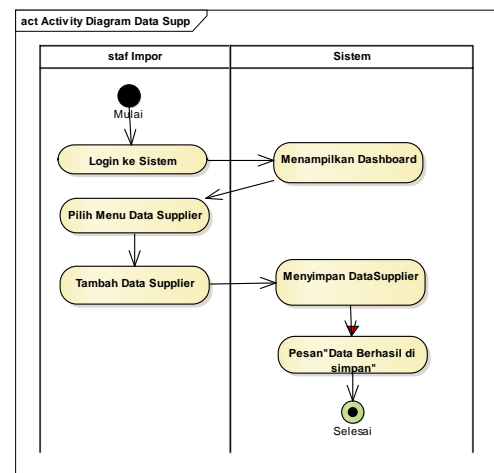 act Activity Diagram Data Supp
staf Impor
Sistem
Mulai
Login ke Sistem
Menampilkan Dashboard
Pilih Menu Data Supplier
Tambah Data Supplier
Menyimpan DataSupplier
Pesan"Data Berhasil di
simpan"
Selesai